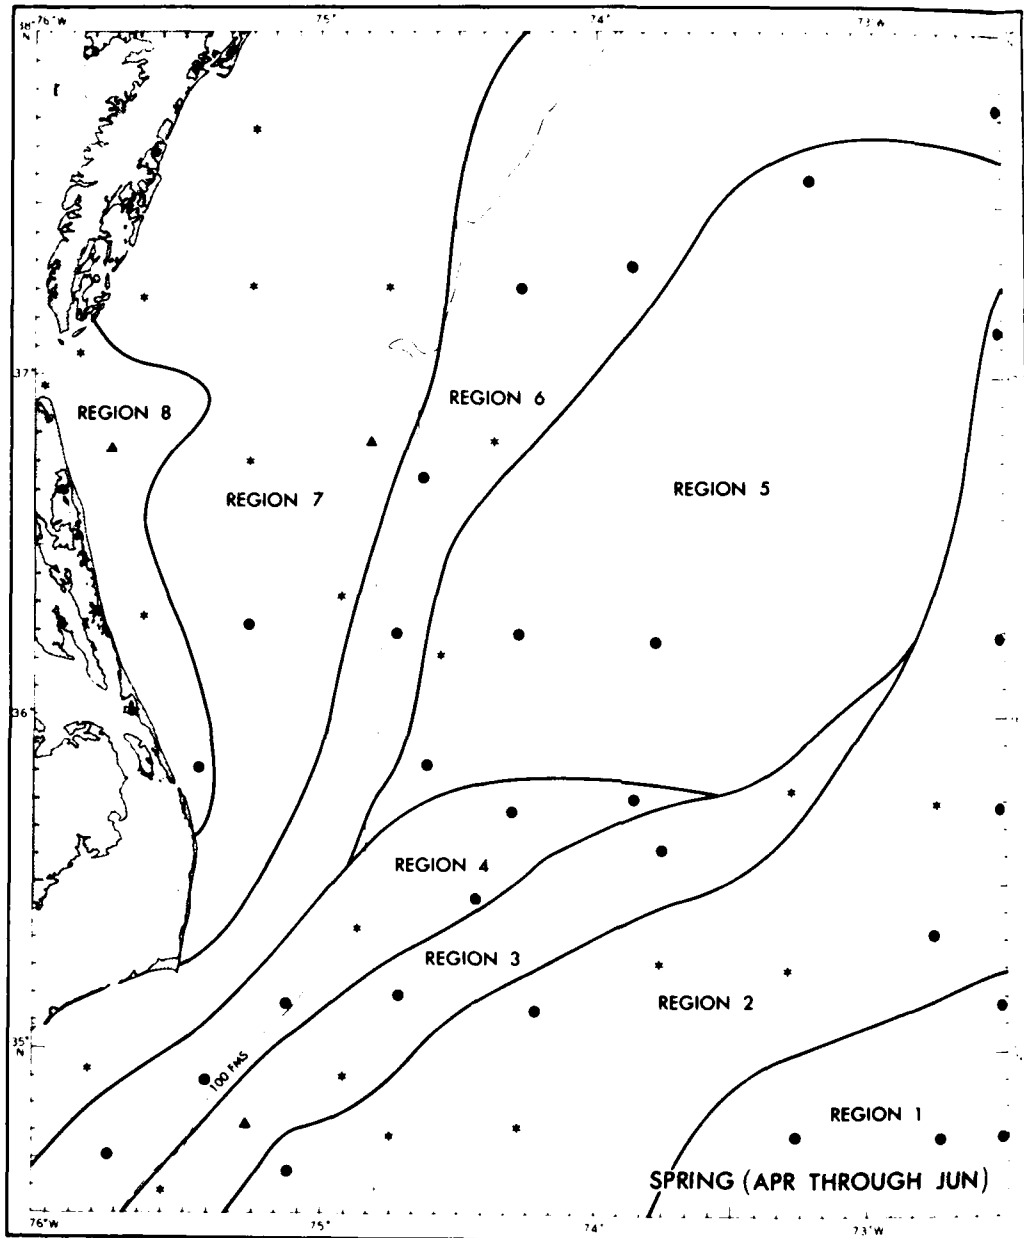 38° 76°W 75° 74° 73°W
N
37°
REGION 8
REGION 6
REGION 7
REGION 5
36°
REGION 4
REGION 3
REGION 2
35°
N
100 FMS
REGION 1
SPRING (APR THROUGH JUN)
76°W 75° 74° 73°W